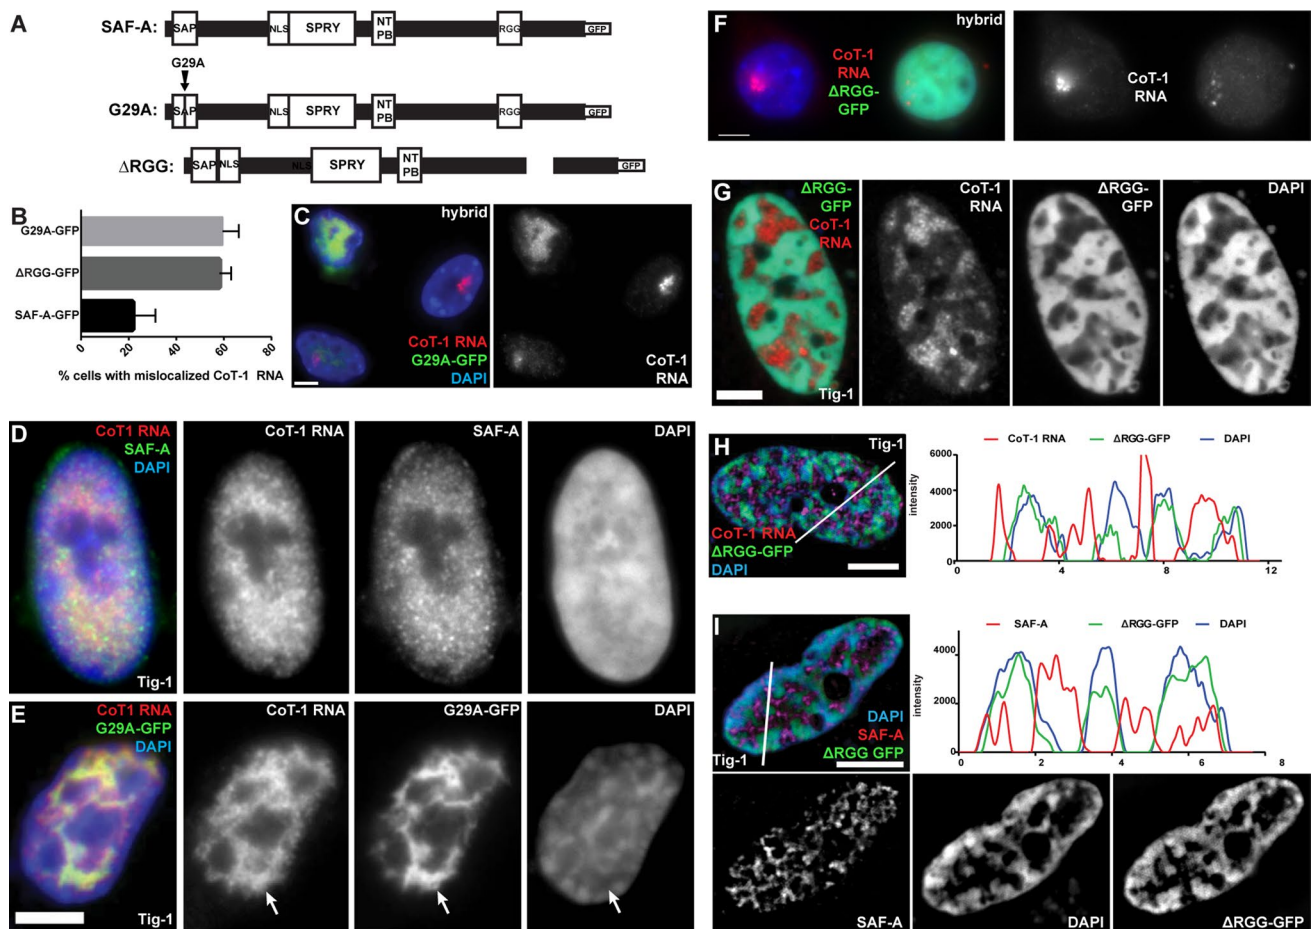 A
SAF-A:
SAP
NLS
SPRY
NT
PB
RGG
GFP
G29A
G29A:
SAP
NLS
SPRY
NT
PB
RGG
GFP
ΔRGG:
SAP
NLS
NLS
SPRY
NT
PB
GFP
B
G29A-GFP
ΔRGG-GFP
SAF-A-GFP
0 20 40 60 80
% cells with mislocalized CoT-1 RNA
C
hybrid
CoT-1 RNA
G29A-GFP
DAPI
CoT-1
RNA
D
CoT1 RNA
SAF-A
DAPI
Tig-1
CoT-1 RNA
SAF-A
DAPI
E
CoT1 RNA
G29A-GFP
DAPI
Tig-1
CoT-1 RNA
G29A-GFP
DAPI
F
hybrid
CoT-1
RNA
ΔRGG-
GFP
CoT-1
RNA
G
ΔRGG-
GFP
CoT-1
RNA
Tig-1
CoT-1
RNA
ΔRGG-
GFP
DAPI
H
Tig-1
CoT-1 RNA
ΔRGG-GFP
DAPI
CoT-1 RNA ΔRGG-GFP DAPI
intensity
6000
4000
2000
0
0 4 8 12
I
DAPI
SAF-A
ΔRGG GFP
Tig-1
SAF-A ΔRGG-GFP DAPI
intensity
4000
2000
0
0 2 4 6 8
SAF-A
DAPI
ΔRGG-GFP